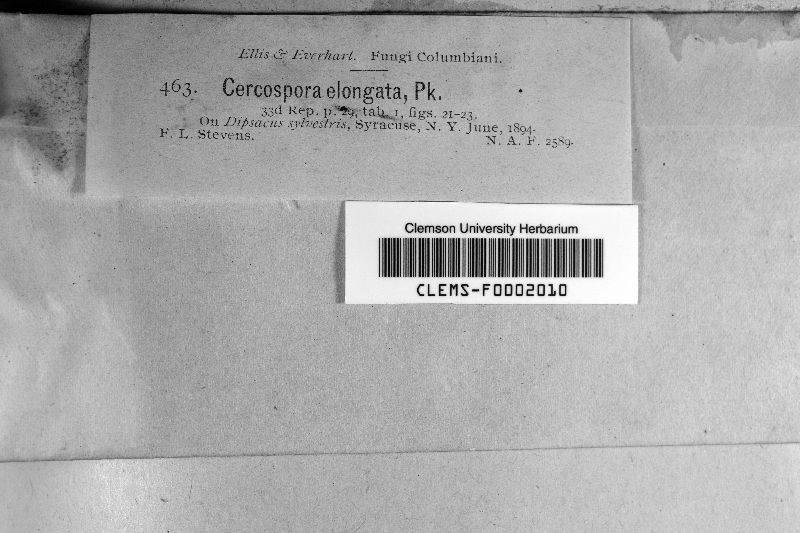 Ellis & Everhart. Fungi Columbiani.
463. Cercospora elongata, Pk.
33d Rep. p. 29, tab. 1, figs. 21-23.
On Dipsacus sylvestris, Syracuse, N. Y. June, 1894.
F. L. Stevens. N. A. F. 2589.
Clemson University Herbarium
CLEMS-F0002010